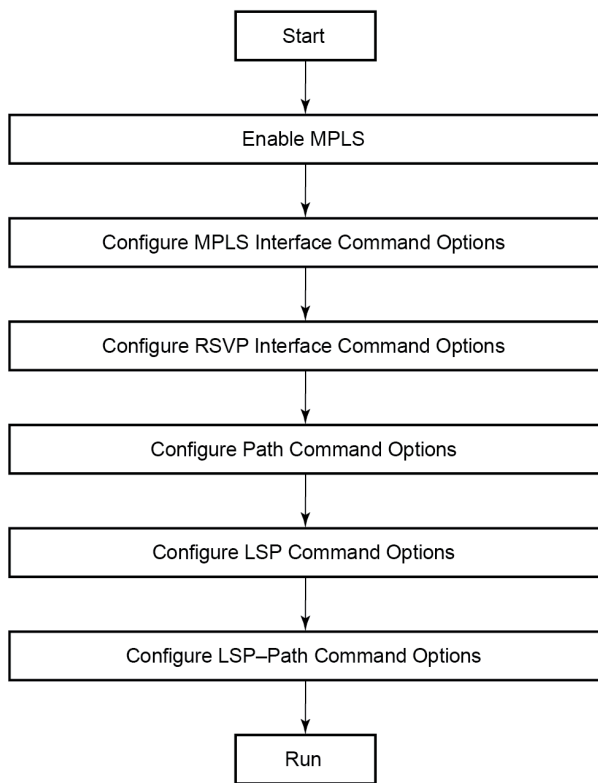 Start
Enable MPLS
Configure MPLS Interface Command Options
Configure RSVP Interface Command Options
Configure Path Command Options
Configure LSP Command Options
Configure LSP–Path Command Options
Run